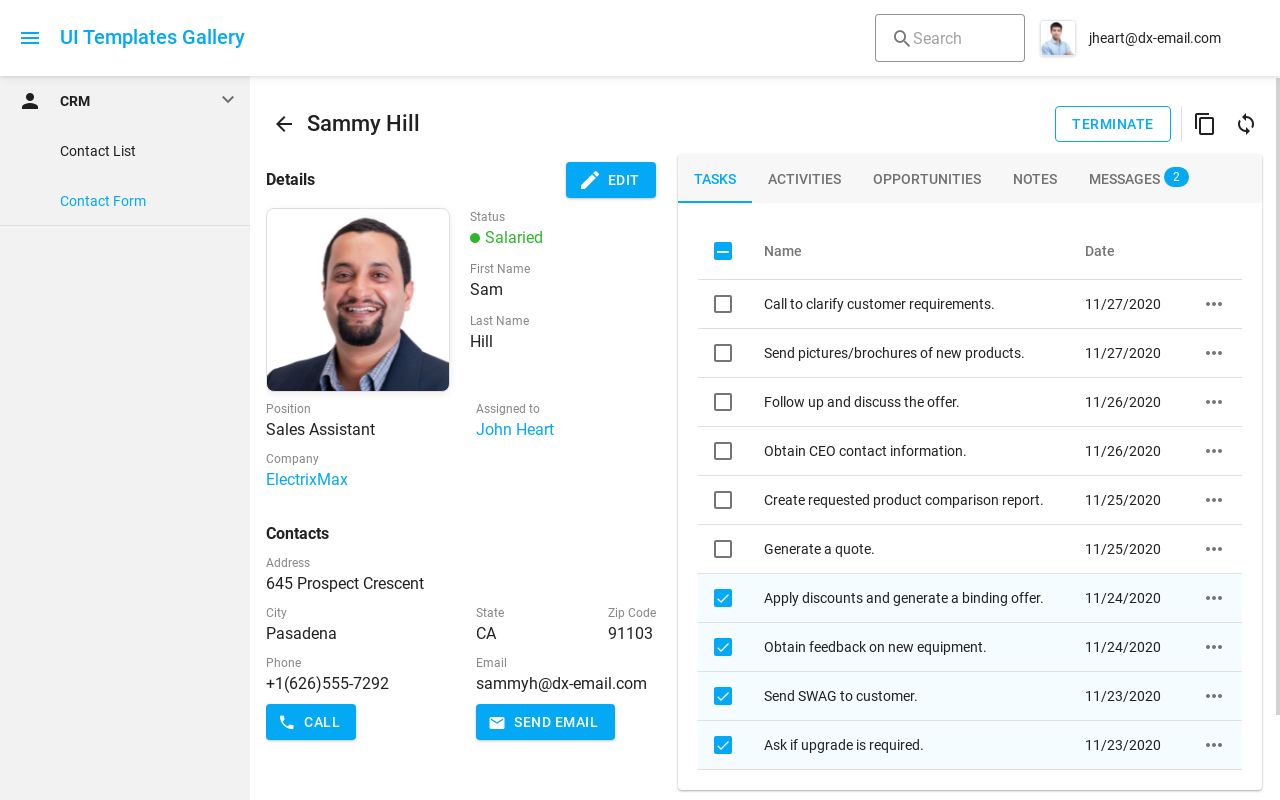 UI Templates Gallery
Search
jheart@dx-email.com
CRM
Contact List
Contact Form
Sammy Hill
TERMINATE
Details
EDIT
Status
Salaried
First Name
Sam
Last Name
Hill
Position
Sales Assistant
Assigned to
John Heart
Company
ElectrixMax
Contacts
Address
645 Prospect Crescent
City
Pasadena
State
CA
Zip Code
91103
Phone
+1(626)555-7292
Email
sammyh@dx-email.com
CALL
SEND EMAIL
TASKS ACTIVITIES OPPORTUNITIES NOTES MESSAGES 2
Name Date
Call to clarify customer requirements. 11/27/2020
Send pictures/brochures of new products. 11/27/2020
Follow up and discuss the offer. 11/26/2020
Obtain CEO contact information. 11/26/2020
Create requested product comparison report. 11/25/2020
Generate a quote. 11/25/2020
Apply discounts and generate a binding offer. 11/24/2020
Obtain feedback on new equipment. 11/24/2020
Send SWAG to customer. 11/23/2020
Ask if upgrade is required. 11/23/2020